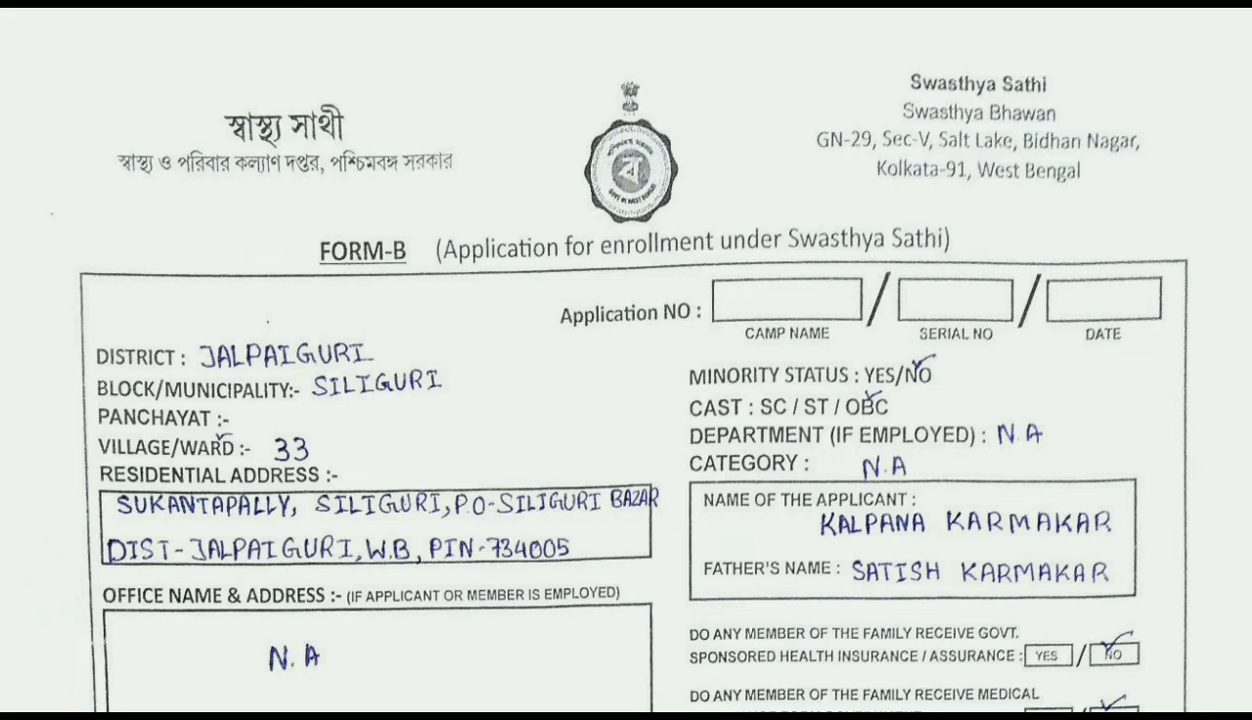 স্বাস্থ্য সাথী
স্বাস্থ্য ও পরিবার কল্যাণ দপ্তর, পশ্চিমবঙ্গ সরকার
Swasthya Sathi
Swasthya Bhawan
GN-29, Sec-V, Salt Lake, Bidhan Nagar,
Kolkata-91, West Bengal
FORM-B (Application for enrollment under Swasthya Sathi)
Application NO : / /
CAMP NAME SERIAL NO DATE
DISTRICT : JALPAIGURI
BLOCK/MUNICIPALITY:- SILIGURI
PANCHAYAT :-
VILLAGE/WARD :- 33
RESIDENTIAL ADDRESS :-
SUKANTAPALLY, SILIGURI, P.O-SILIGURI BAZAR
DIST-JALPAIGURI, W.B, PIN-734005
OFFICE NAME & ADDRESS :- (IF APPLICANT OR MEMBER IS EMPLOYED)
N.A
MINORITY STATUS : YES/NO
CAST : SC / ST / OBC
DEPARTMENT (IF EMPLOYED) : N.A
CATEGORY : N.A
NAME OF THE APPLICANT :
KALPANA KARMAKAR
FATHER'S NAME : SATISH KARMAKAR
DO ANY MEMBER OF THE FAMILY RECEIVE GOVT.
SPONSORED HEALTH INSURANCE / ASSURANCE : YES / NO
DO ANY MEMBER OF THE FAMILY RECEIVE MEDICAL